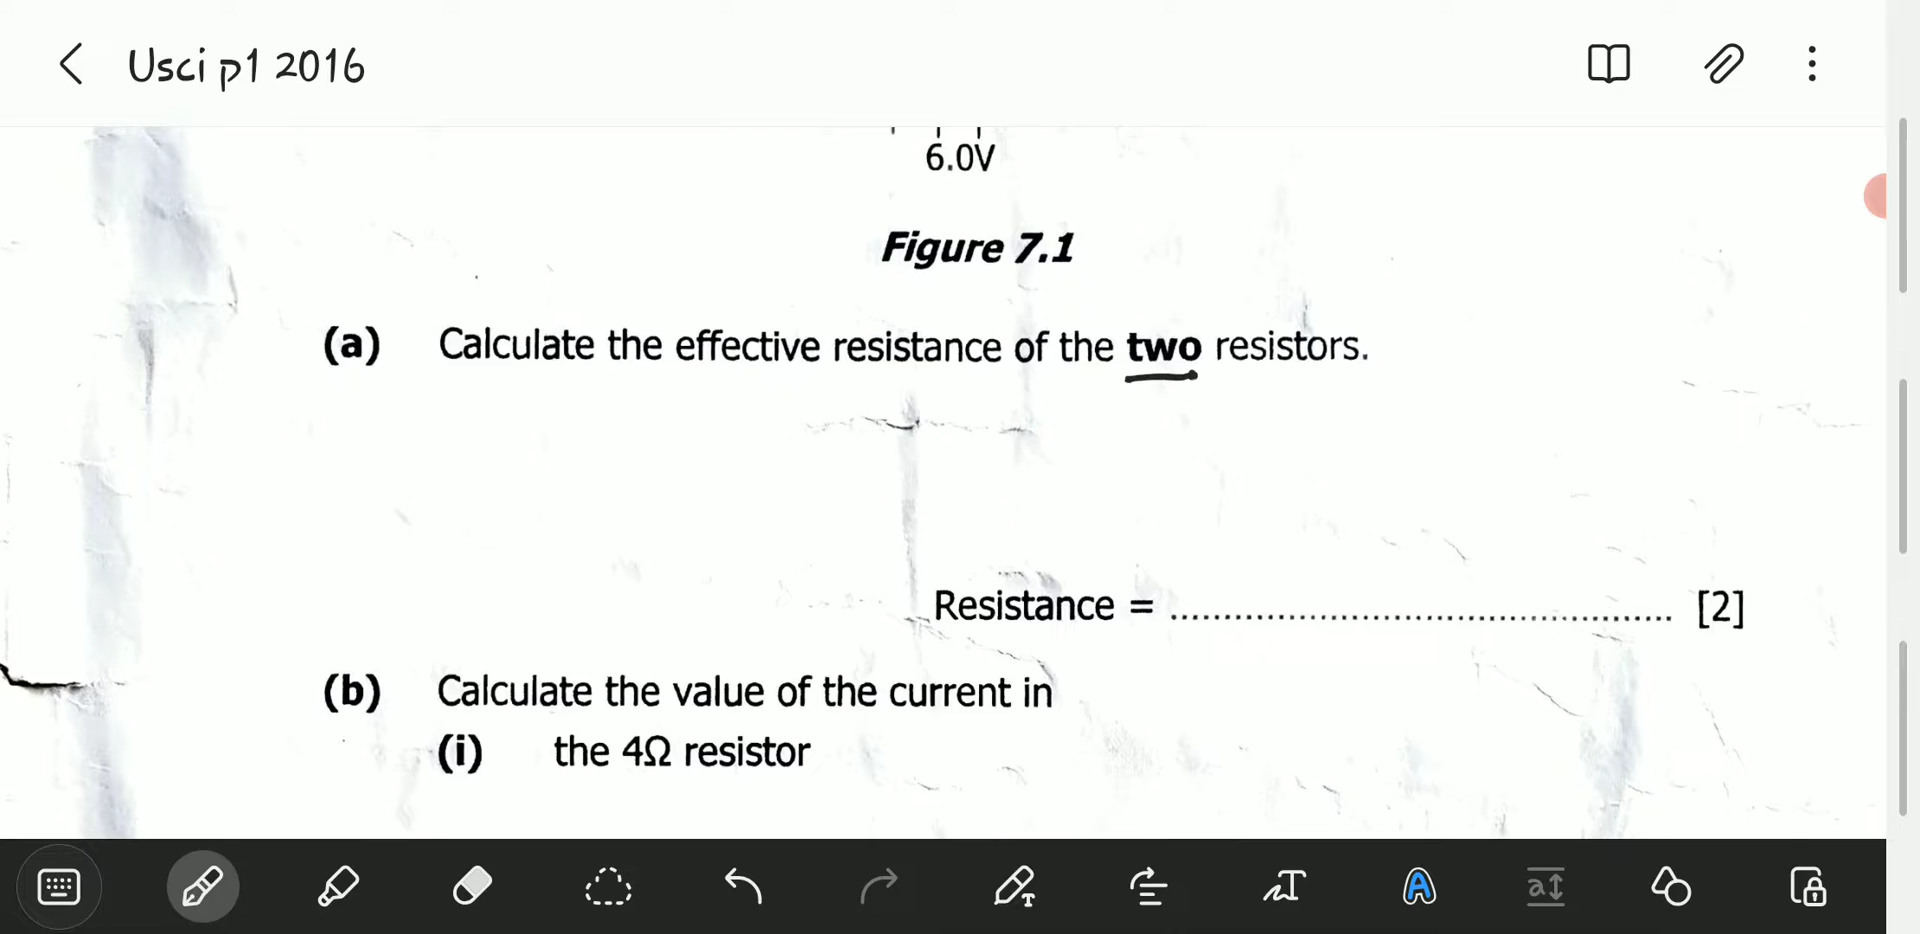 Usci p1 2016
6.0V
Figure 7.1
(a) Calculate the effective resistance of the two resistors.
Resistance = ................................................ [2]
(b) Calculate the value of the current in
(i) the 4Ω resistor